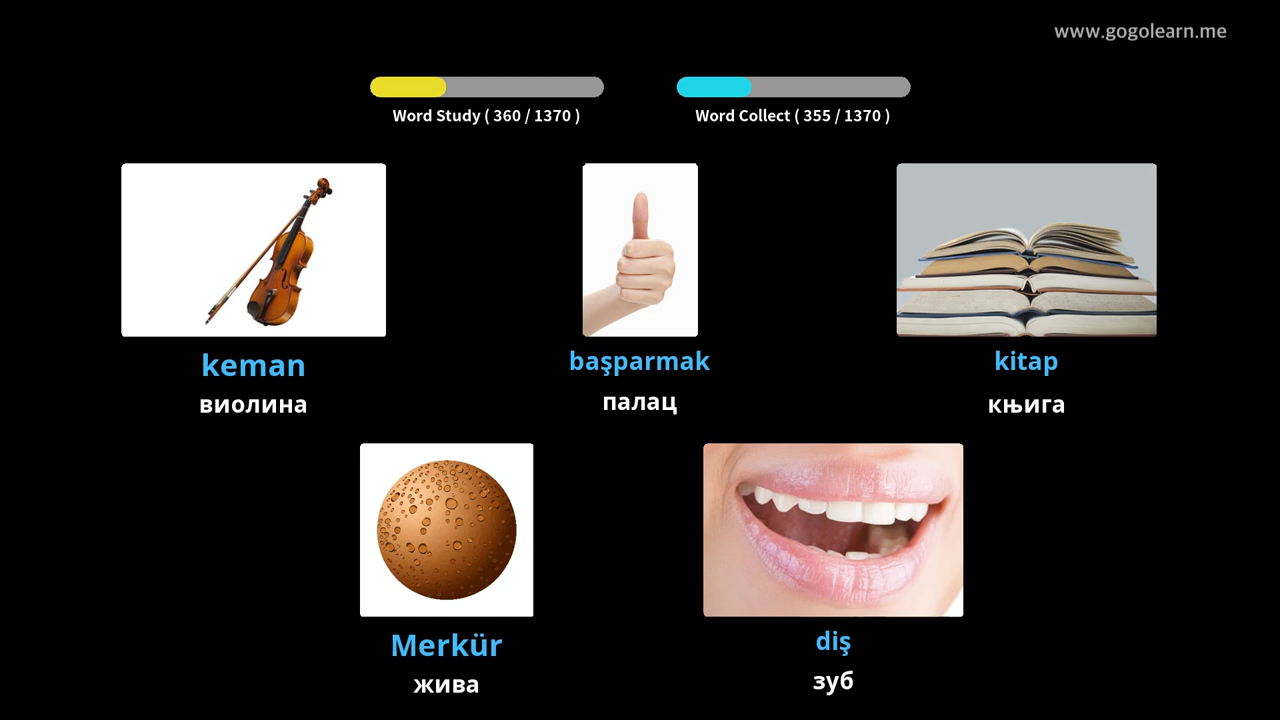 www.gogolearn.me
Word Study ( 360 / 1370 )
Word Collect ( 355 / 1370 )
keman
виолина
başparmak
палац
kitap
књига
Merkür
жива
diş
зуб